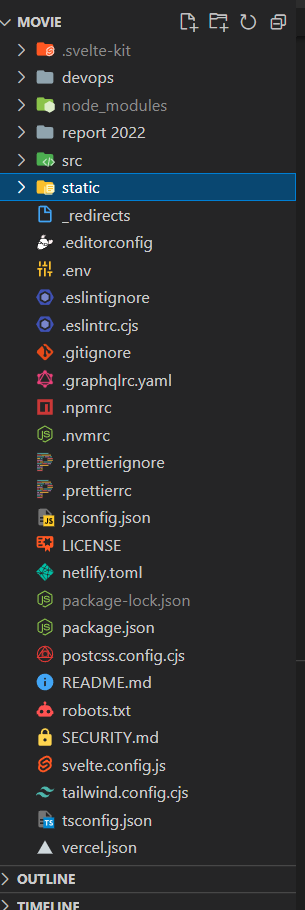 MOVIE
.svelte-kit
devops
node_modules
report 2022
src
static
_redirects
.editorconfig
.env
.eslintignore
.eslintrc.cjs
.gitignore
.graphqlrc.yaml
.npmrc
.nvmrc
.prettierignore
.prettierrc
jsconfig.json
LICENSE
netlify.toml
package-lock.json
package.json
postcss.config.cjs
README.md
robots.txt
SECURITY.md
svelte.config.js
tailwind.config.cjs
tsconfig.json
vercel.json
OUTLINE
TIMELINE